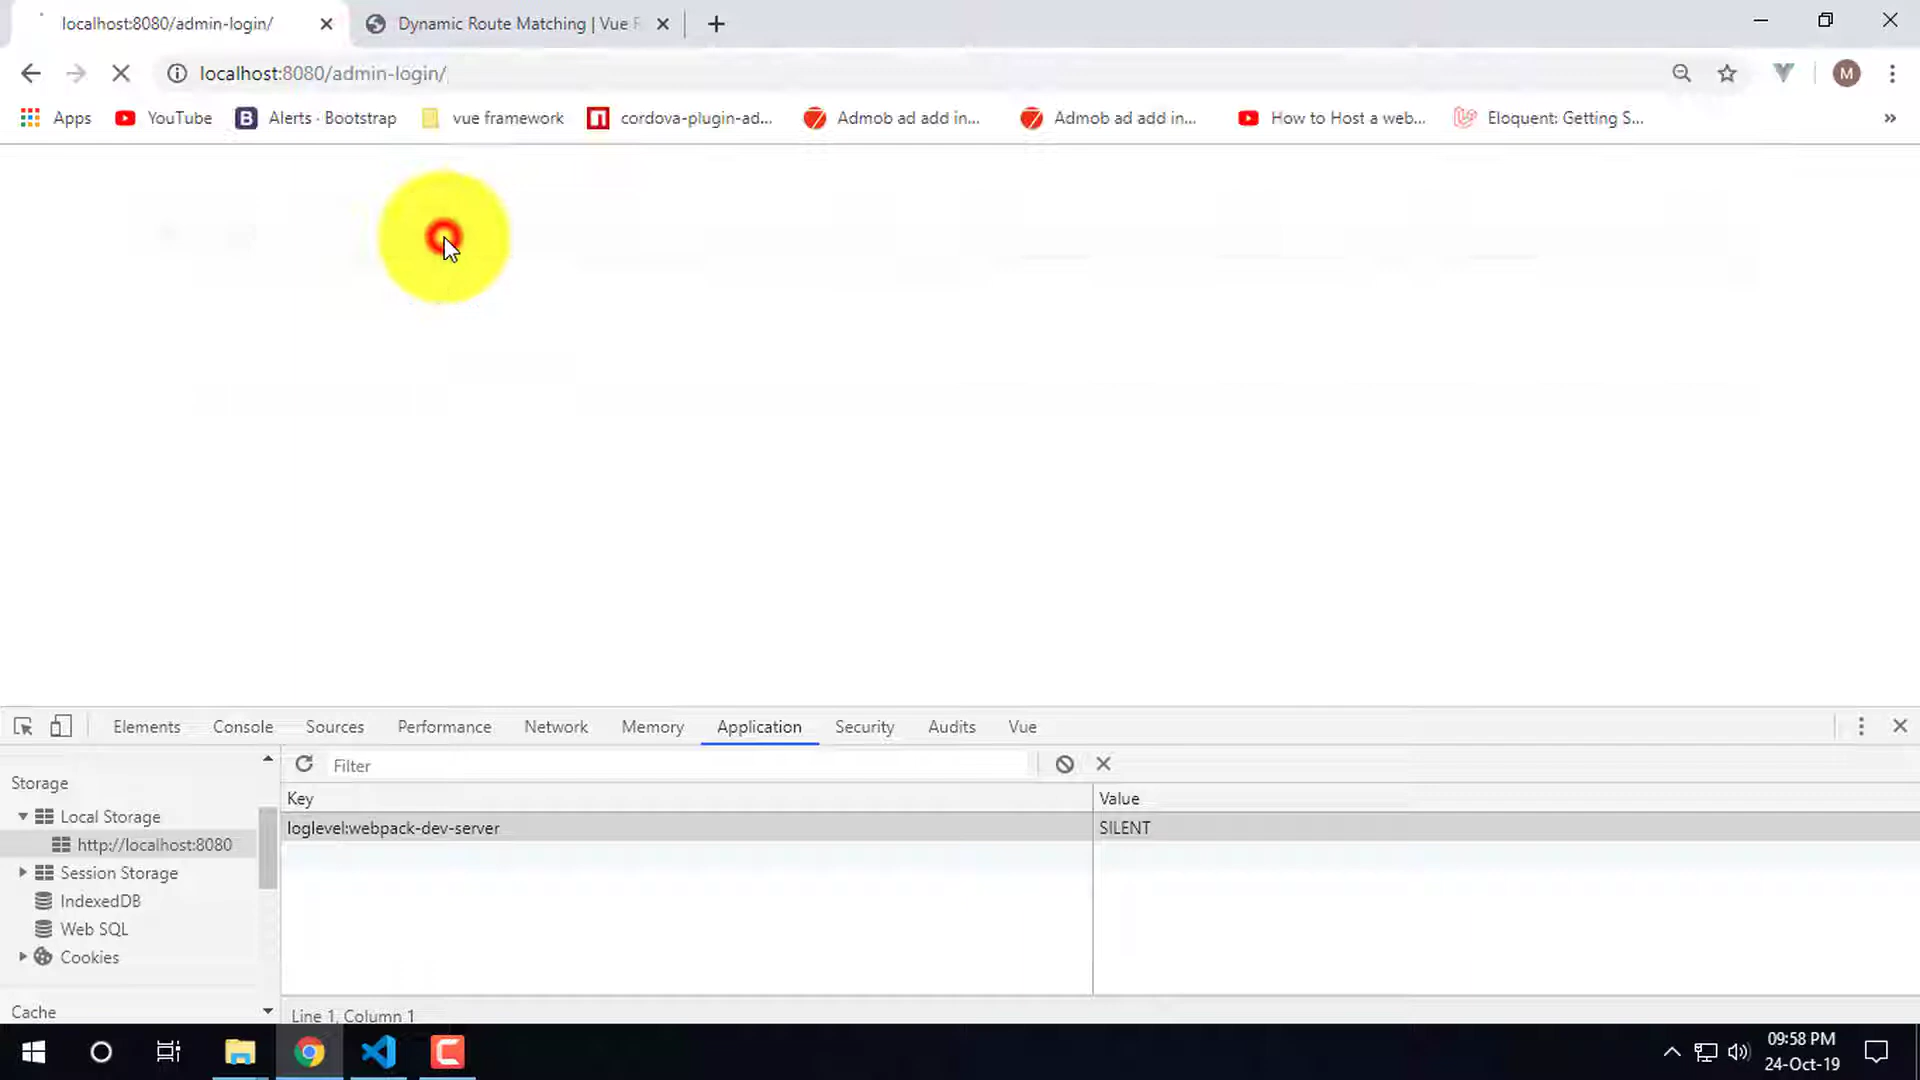 localhost:8080/admin-login/
Dynamic Route Matching | Vue R
localhost:8080/admin-login/
M
Apps
YouTube
B
Alerts · Bootstrap
vue framework
cordova-plugin-ad...
Admob ad add in...
Admob ad add in...
How to Host a web...
Eloquent: Getting S...
»
Elements
Console
Sources
Performance
Network
Memory
Application
Security
Audits
Vue
Filter
Storage
Key
Value
Local Storage
loglevel:webpack-dev-server
SILENT
http://localhost:8080
Session Storage
IndexedDB
Web SQL
Cookies
Cache
Line 1, Column 1
09:58 PM
24-Oct-19